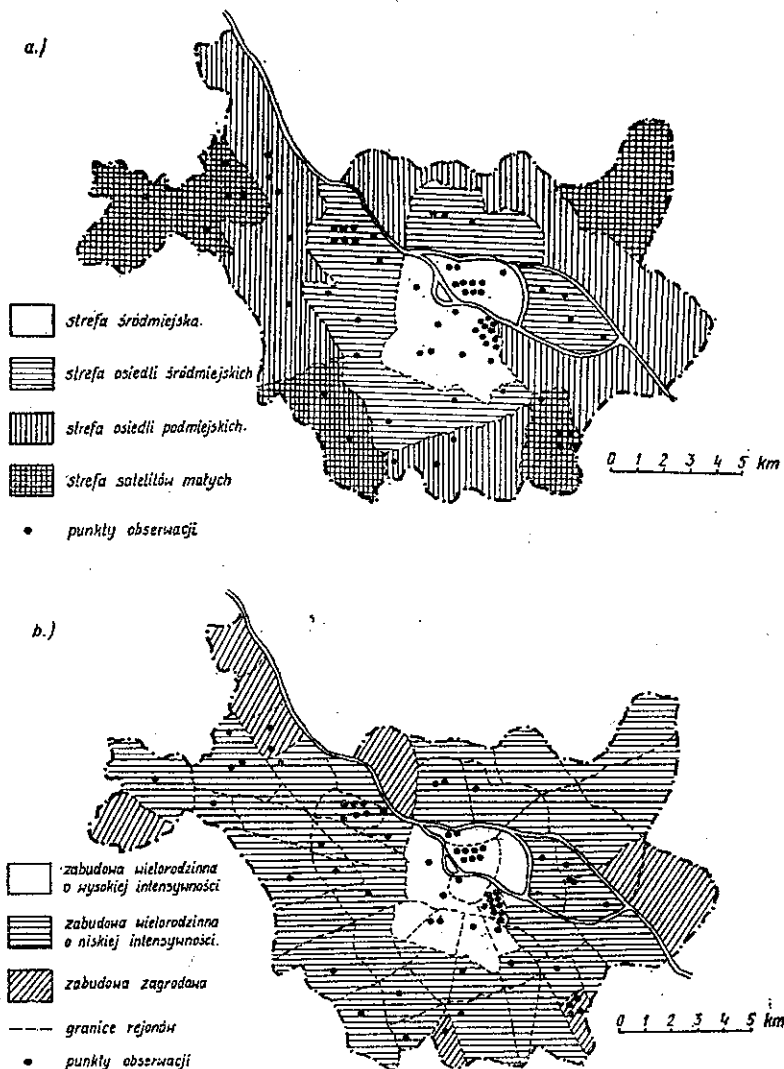 a.)
strefa śródmiejska.
strefa osiedli śródmiejskich
strefa osiedli podmiejskich.
strefa satelitów małych
punkty obserwacji
0 1 2 3 4 5 km
b.)
zabudowa wielorodzinna
o wysokiej intensywności
zabudowa wielorodzinna
o niskiej intensywności.
zabudowa zagrodowa
granice rejonów
punkty obserwacji
0 1 2 3 4 5 km